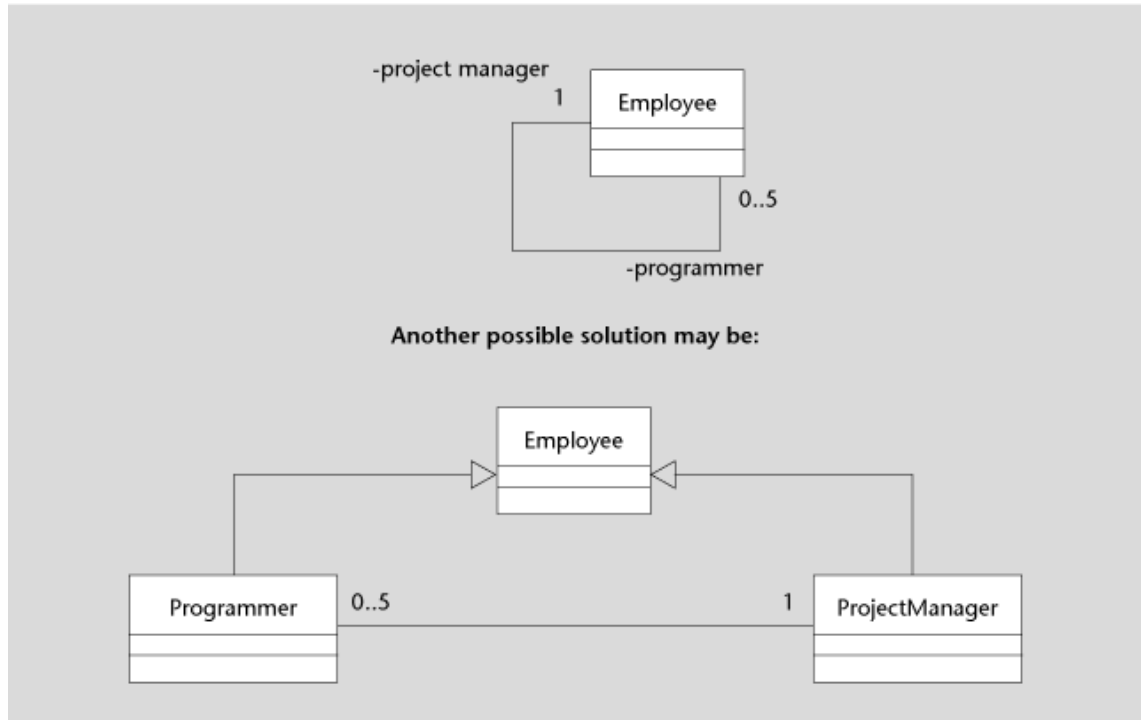 -project manager
1
Employee
0..5
-programmer
Another possible solution may be:
Employee
Programmer
0..5
1
ProjectManager